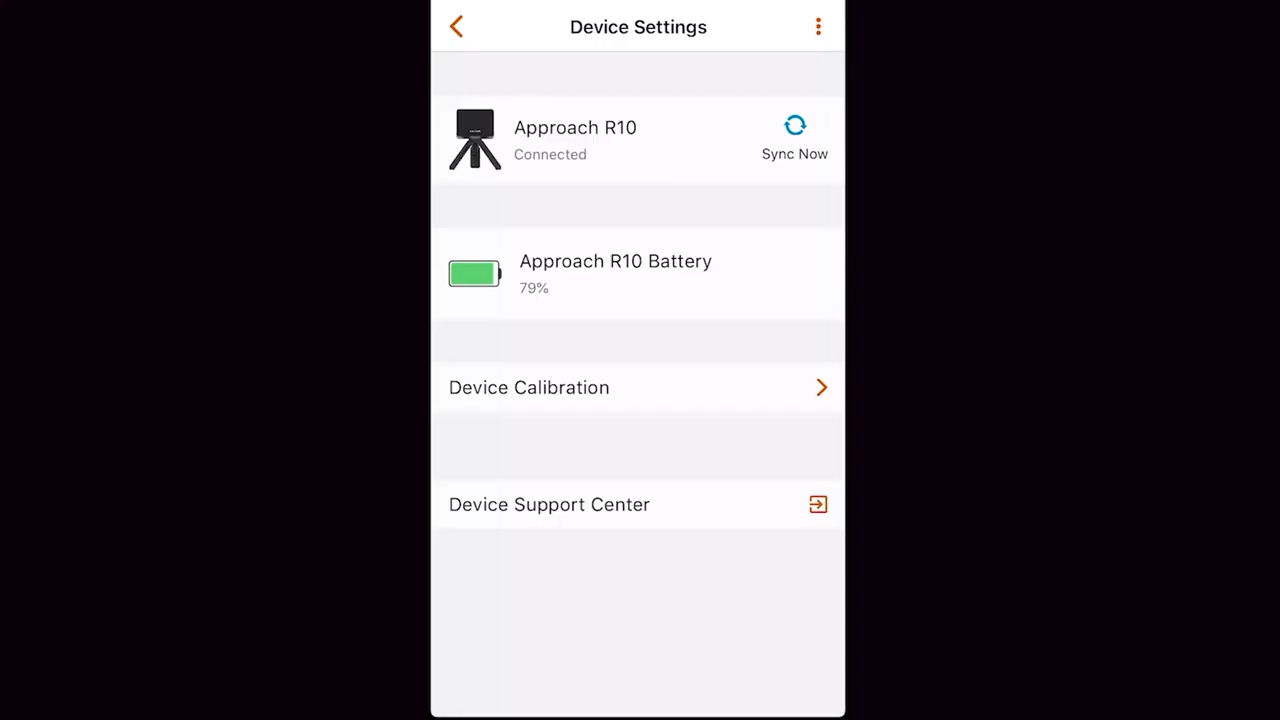 Device Settings
Approach R10
Connected
Sync Now
Approach R10 Battery
79%
Device Calibration
Device Support Center